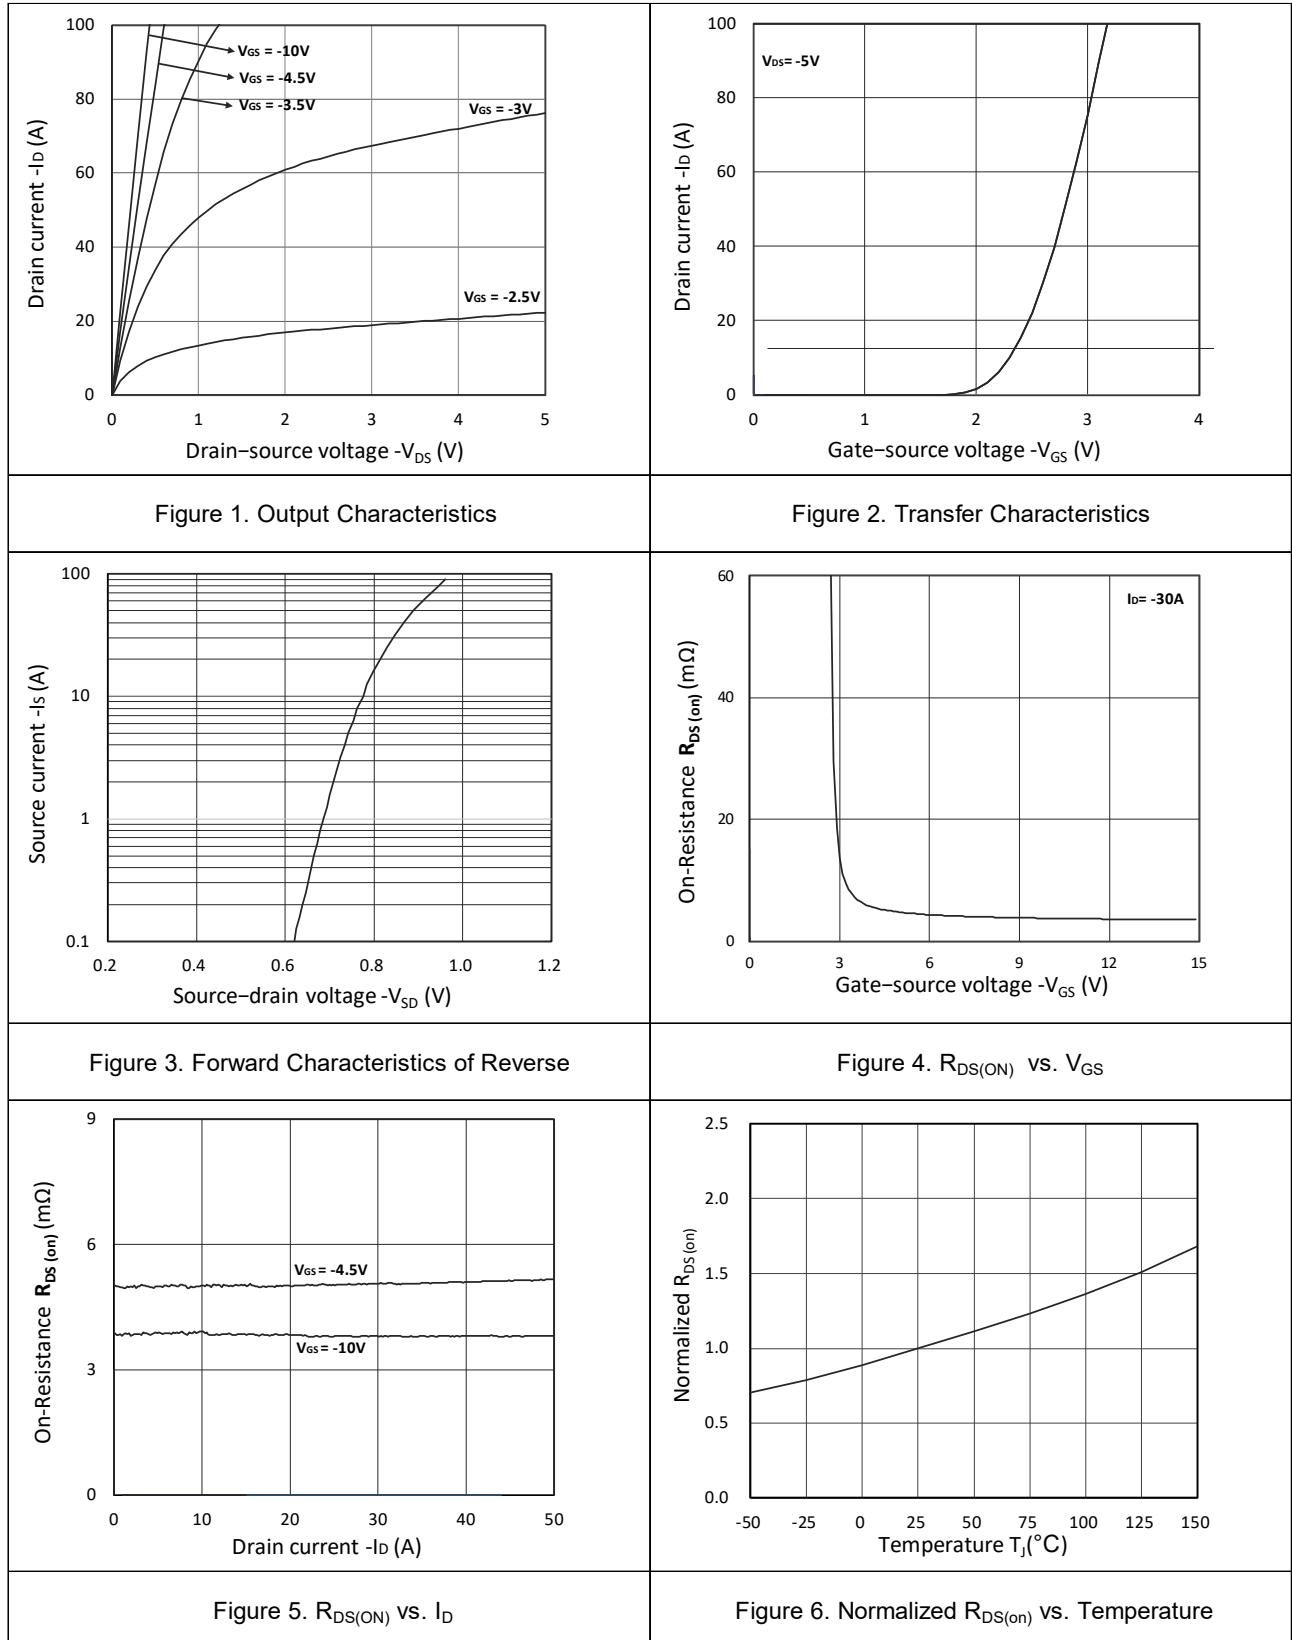 100
80
60
40
20
0
0 1 2 3 4 5
Drain current -ID (A)
VGS = -10V
VGS = -4.5V
VGS = -3.5V
VGS = -3V
VGS = -2.5V
Drain−source voltage -VDS (V)
Figure 1. Output Characteristics
100
80
60
40
20
0
0 1 2 3 4
Drain current -ID (A)
VDS= -5V
Gate−source voltage -VGS (V)
Figure 2. Transfer Characteristics
100
10
1
0.1
0.2 0.4 0.6 0.8 1.0 1.2
Source current -IS (A)
Source−drain voltage -VSD (V)
Figure 3. Forward Characteristics of Reverse
60
40
20
0
0 3 6 9 12 15
On-Resistance RDS (on) (mΩ)
ID= -30A
Gate−source voltage -VGS (V)
Figure 4. RDS(ON) vs. VGS
9
6
3
0
0 10 20 30 40 50
On-Resistance RDS (on) (mΩ)
VGS = -4.5V
VGS = -10V
Drain current -ID (A)
Figure 5. RDS(ON) vs. ID
2.5
2.0
1.5
1.0
0.5
0.0
-50 -25 0 25 50 75 100 125 150
Normalized RDS(on)
Temperature TJ(°C)
Figure 6. Normalized RDS(on) vs. Temperature